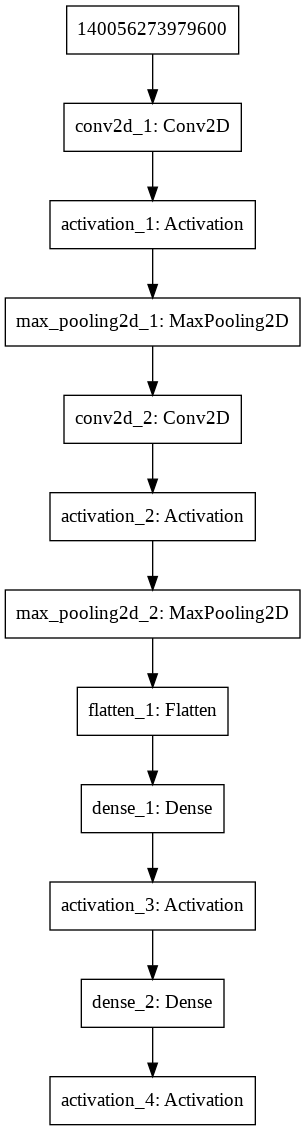 140056273979600
conv2d_1: Conv2D
activation_1: Activation
max_pooling2d_1: MaxPooling2D
conv2d_2: Conv2D
activation_2: Activation
max_pooling2d_2: MaxPooling2D
flatten_1: Flatten
dense_1: Dense
activation_3: Activation
dense_2: Dense
activation_4: Activation